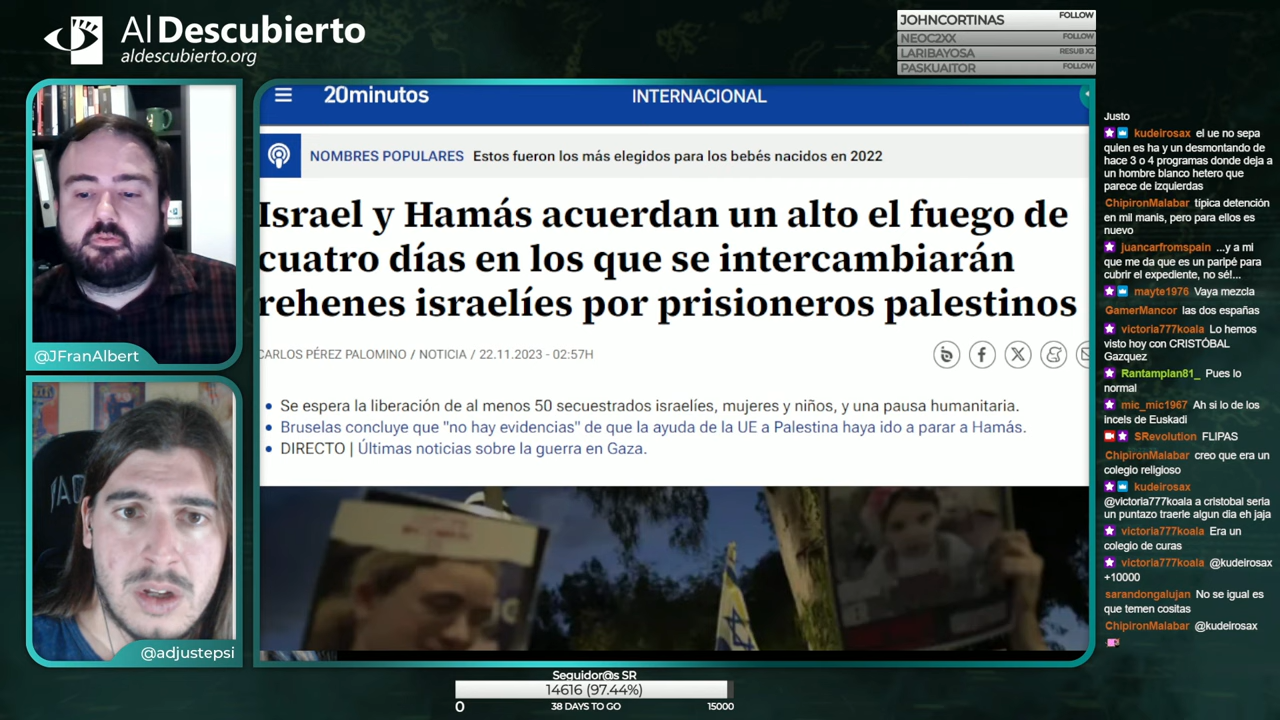 Al Descubierto
aldescubierto.org
JOHNCORTINAS FOLLOW
NEOC2XX FOLLOW
LARIBAYOSA RESUB X2
PASKUAITOR FOLLOW
20minutos INTERNACIONAL
NOMBRES POPULARES Estos fueron los más elegidos para los bebés nacidos en 2022
Israel y Hamás acuerdan un alto el fuego de
cuatro días en los que se intercambiarán
rehenes israelíes por prisioneros palestinos
CARLOS PÉREZ PALOMINO / NOTICIA / 22.11.2023 - 02:57H
Se espera la liberación de al menos 50 secuestrados israelíes, mujeres y niños, y una pausa humanitaria.
Bruselas concluye que "no hay evidencias" de que la ayuda de la UE a Palestina haya ido a parar a Hamás.
DIRECTO | Últimas noticias sobre la guerra en Gaza.
@JFranAlbert
@adjustepsi
Justo
kudeirosax el ue no sepa
quien es ha y un desmontando de
hace 3 o 4 programas donde deja a
un hombre blanco hetero que
parece de izquierdas
ChipironMalabar típica detención
en mil manis, pero para ellos es
nuevo
juancarfromspain ...y a mi
que me da que es un paripé para
cubrir el expediente, no sé!...
mayte1976 Vaya mezcla
GamerMancor las dos españas
victoria777koala Lo hemos
visto hoy con CRISTÓBAL
Gazquez
Rantamplan81_ Pues lo
normal
mic_mic1967 Ah si lo de los
incels de Euskadi
SRevolution FLIPAS
ChipironMalabar creo que era un
colegio religioso
kudeirosax
@victoria777koala a cristobal seria
un puntazo traerle algun dia eh jaja
victoria777koala Era un
colegio de curas
victoria777koala @kudeirosax
+10000
sarandongalujan No se igual es
que temen cositas
ChipironMalabar @kudeirosax
Seguidor@s SR
14616 (97.44%)
0 38 DAYS TO GO 15000